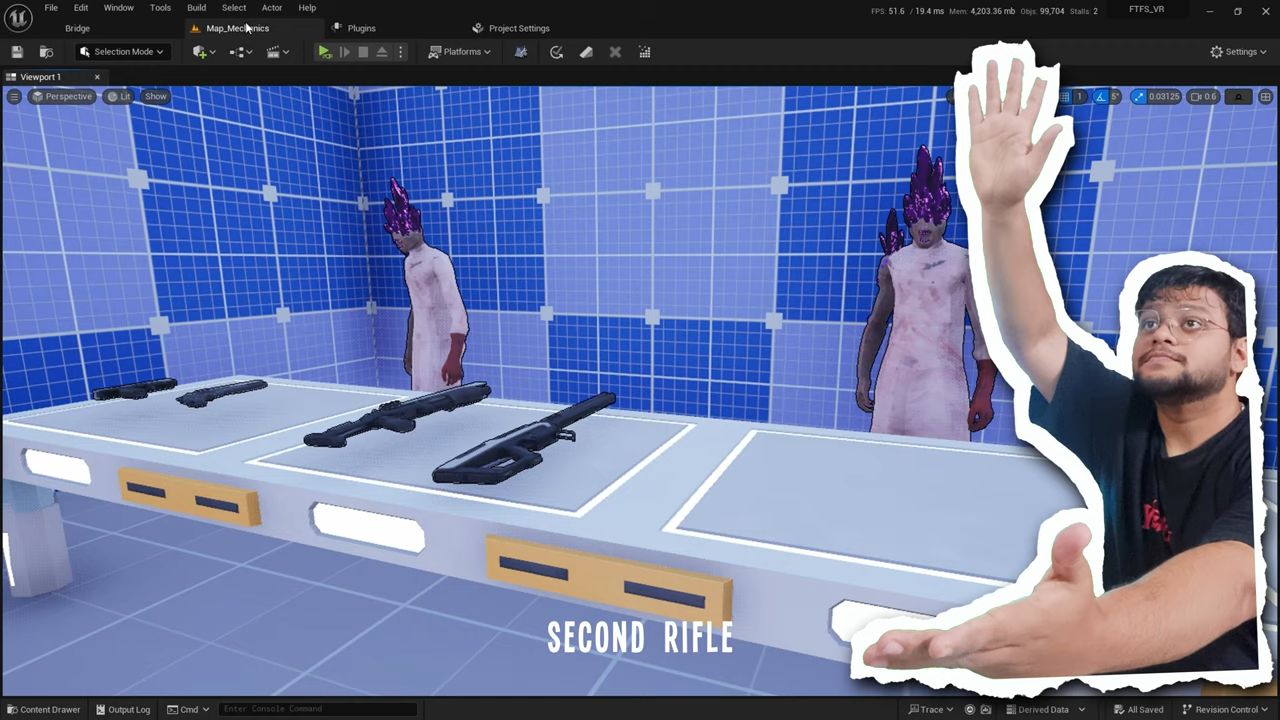 File Edit Window Tools Build Select Actor Help
FPS: 51.6 / 19.4 ms Mem: 4,203.36 mb Objs: 99,704 Stalls: 2
FTFS_VR
Bridge
Map_Mechanics
Plugins
Project Settings
Selection Mode
Platforms
Settings
Viewport 1
Perspective
Lit
Show
1
5°
0.03125
0.6
SECOND RIFLE
Content Drawer
Output Log
Cmd
Enter Console Command
Trace
Derived Data
All Saved
Revision Control